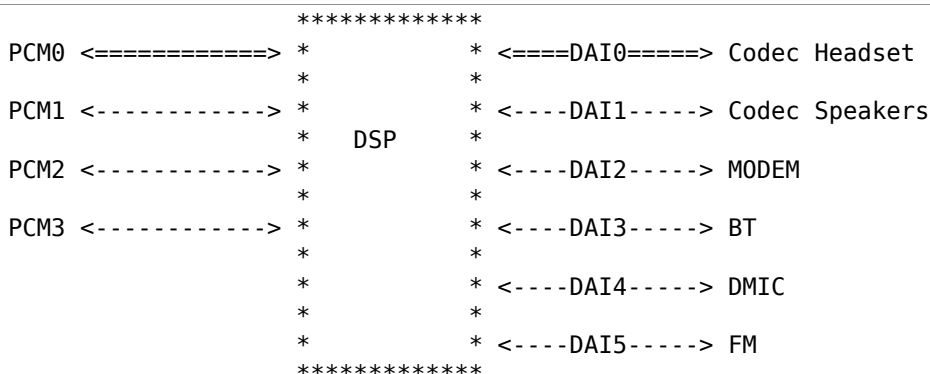 *************
PCM0 <============> *           * <====DAI0=====> Codec Headset
                    *           *
PCM1 <------------> *           * <----DAI1-----> Codec Speakers
                    *   DSP     *
PCM2 <------------> *           * <----DAI2-----> MODEM
                    *           *
PCM3 <------------> *           * <----DAI3-----> BT
                    *           *
                    *           * <----DAI4-----> DMIC
                    *           *
                    *           * <----DAI5-----> FM
                    *************